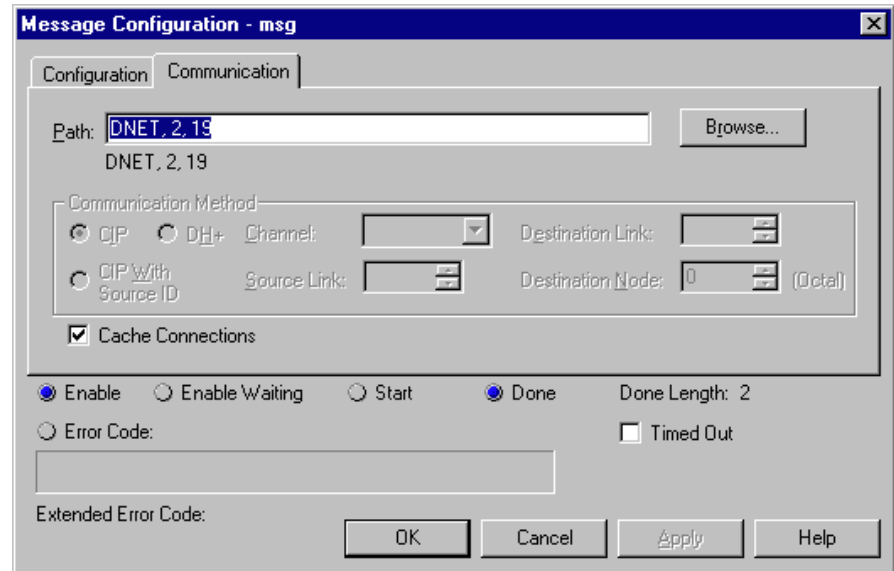 Message Configuration - msg
Configuration Communication
Path: DNET, 2, 19 Browse...
DNET, 2, 19
Communication Method
CIP DH+ Channel: Destination Link:
CIP With Source ID Source Link: Destination Node: 0 (Octal)
Cache Connections
Enable Enable Waiting Start Done Done Length: 2
Error Code: Timed Out
Extended Error Code:
OK Cancel Apply Help